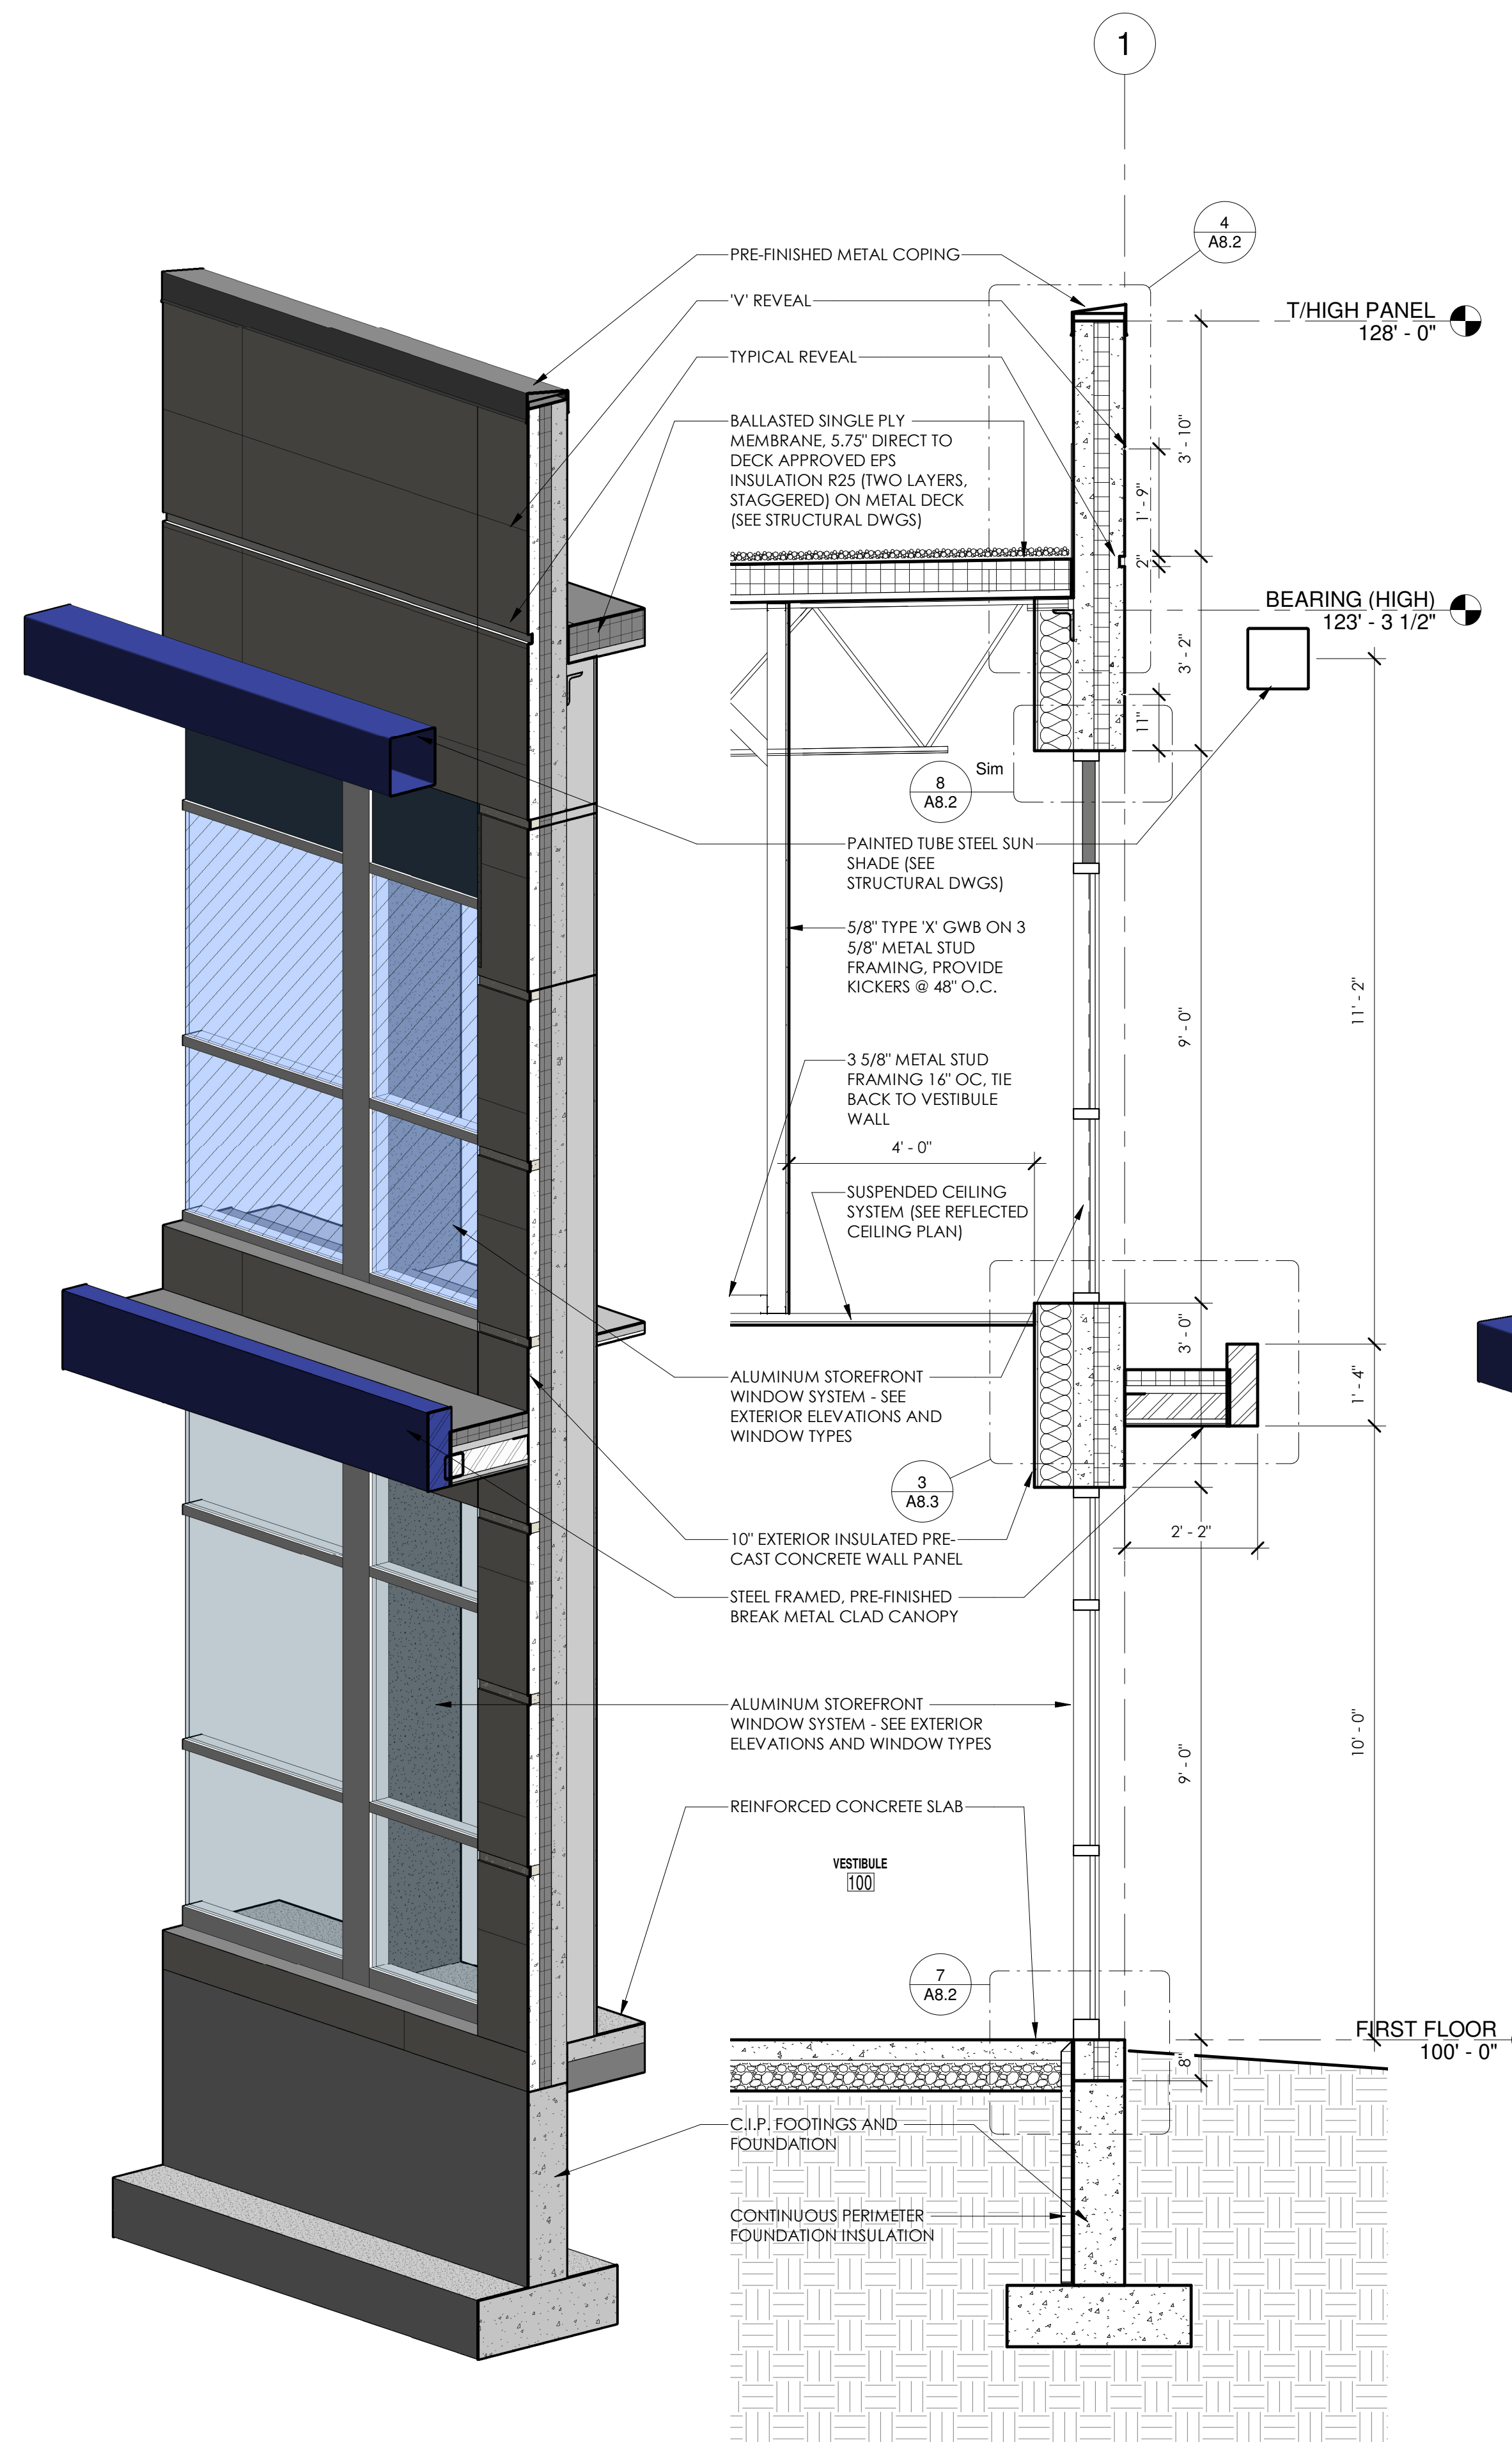 1
4
A8.2
PRE-FINISHED METAL COPING
'V' REVEAL
T/HIGH PANEL
128' - 0"
TYPICAL REVEAL
BALLASTED SINGLE PLY
MEMBRANE, 5.75" DIRECT TO
DECK APPROVED EPS
INSULATION R25 (TWO LAYERS,
STAGGERED) ON METAL DECK
(SEE STRUCTURAL DWGS)
3' - 10"
1' - 9"
2"
BEARING (HIGH)
123' - 3 1/2"
3' - 2"
11"
Sim
8
A8.2
PAINTED TUBE STEEL SUN
SHADE (SEE
STRUCTURAL DWGS)
5/8" TYPE 'X' GWB ON 3
5/8" METAL STUD
FRAMING, PROVIDE
KICKERS @ 48" O.C.
9' - 0"
11' - 2"
3 5/8" METAL STUD
FRAMING 16" OC, TIE
BACK TO VESTIBULE
WALL
4' - 0"
SUSPENDED CEILING
SYSTEM (SEE REFLECTED
CEILING PLAN)
3' - 0"
1' - 4"
ALUMINUM STOREFRONT
WINDOW SYSTEM - SEE
EXTERIOR ELEVATIONS AND
WINDOW TYPES
3
A8.3
2' - 2"
10" EXTERIOR INSULATED PRE-
CAST CONCRETE WALL PANEL
STEEL FRAMED, PRE-FINISHED
BREAK METAL CLAD CANOPY
ALUMINUM STOREFRONT
WINDOW SYSTEM - SEE EXTERIOR
ELEVATIONS AND WINDOW TYPES
9' - 0"
10' - 0"
REINFORCED CONCRETE SLAB
VESTIBULE
100
7
A8.2
FIRST FLOOR
100' - 0"
8"
C.I.P. FOOTINGS AND
FOUNDATION
CONTINUOUS PERIMETER
FOUNDATION INSULATION